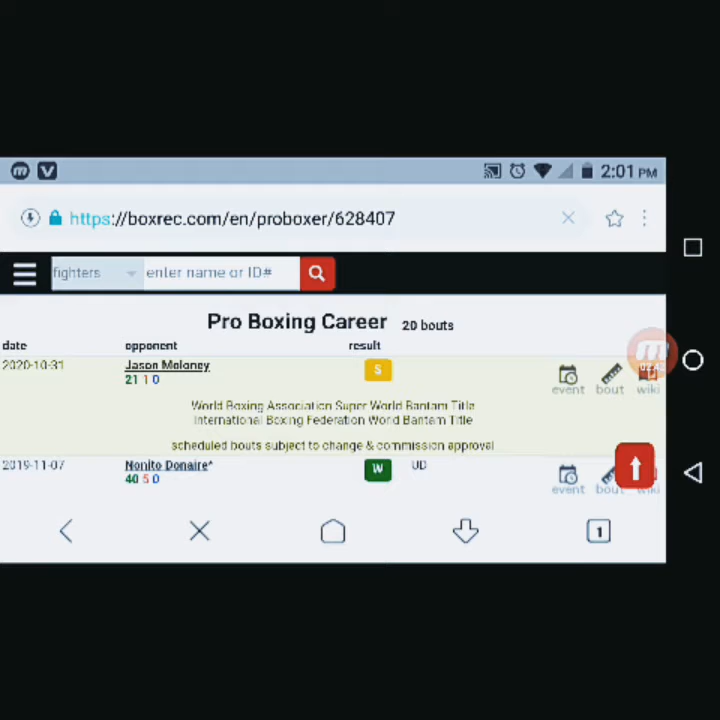 2:01 PM
https://boxrec.com/en/proboxer/628407
fighters enter name or ID#
Pro Boxing Career 20 bouts
date opponent result
2020-10-31 Jason Moloney S
21 1 0
event bout wiki
World Boxing Association Super World Bantam Title
International Boxing Federation World Bantam Title
scheduled bouts subject to change & commission approval
2019-11-07 Nonito Donaire* W UD
40 5 0
event bout wiki
1